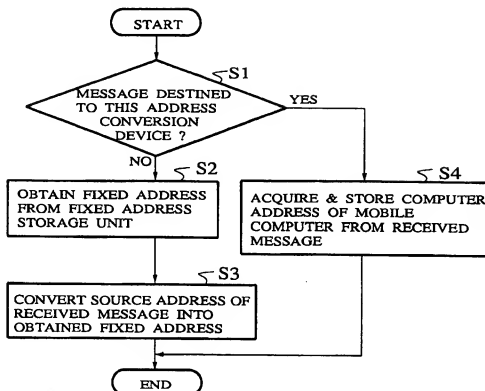 START
S1
MESSAGE DESTINED
TO THIS ADDRESS
CONVERSION
DEVICE ?
YES
NO
S2
OBTAIN FIXED ADDRESS
FROM FIXED ADDRESS
STORAGE UNIT
S4
ACQUIRE & STORE COMPUTER
ADDRESS OF MOBILE
COMPUTER FROM RECEIVED
MESSAGE
S3
CONVERT SOURCE ADDRESS OF
RECEIVED MESSAGE INTO
OBTAINED FIXED ADDRESS
END